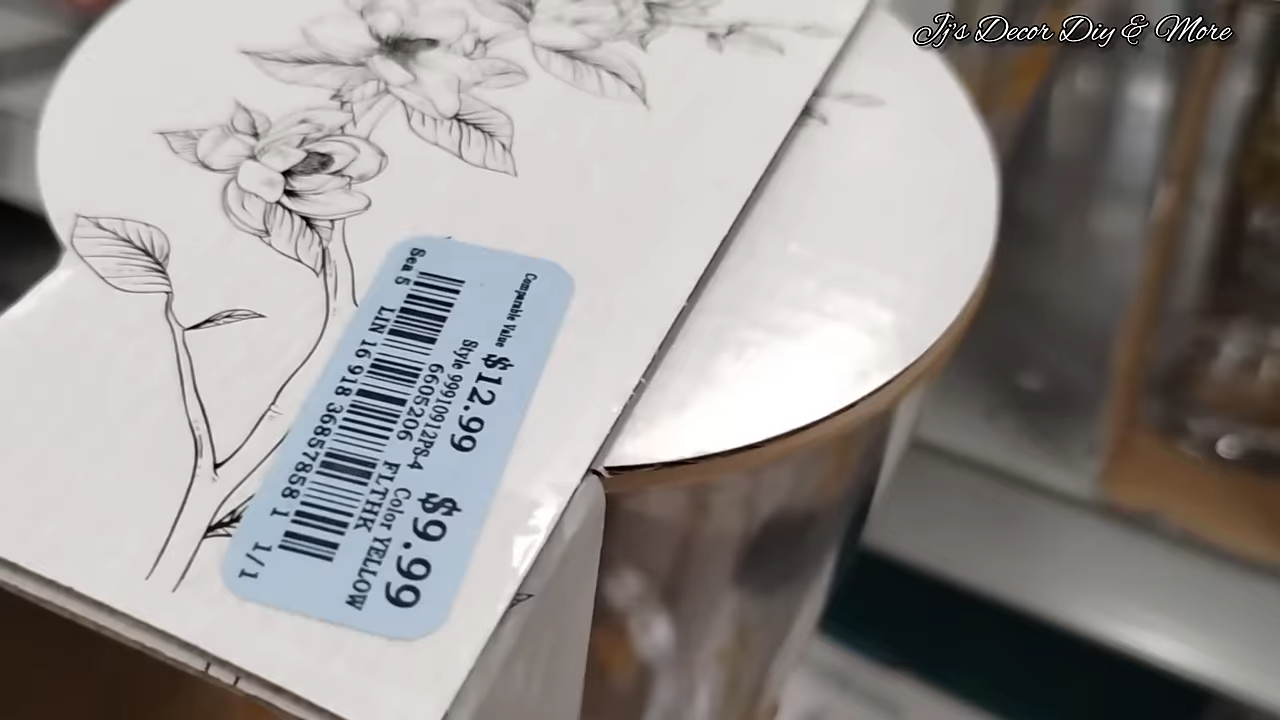 Jj's Decor Diy & More
Comparable Value $12.99 $9.99
Style 99910912PS-4 Color YELLOW
6605206 FLTHK
LIN 16 918 36857858 1
Sea 5 1/1